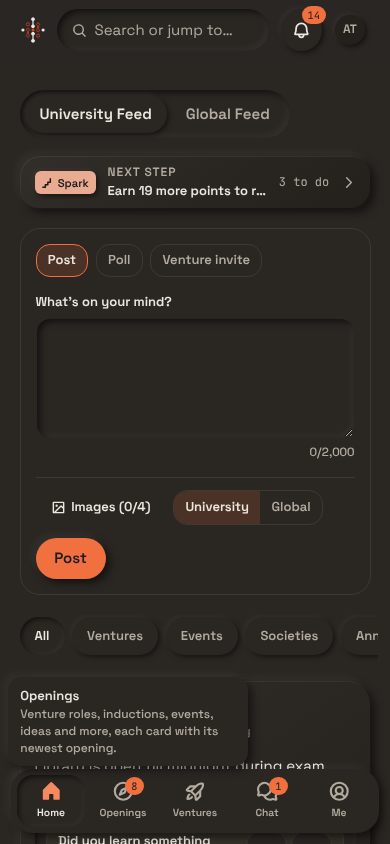 Search or jump to...
14
AT
University Feed
Global Feed
Spark
NEXT STEP
Earn 19 more points to r...
3 to do
Post
Poll
Venture invite
What's on your mind?
0/2,000
Images (0/4)
University
Global
Post
All
Ventures
Events
Societies
Ann
Openings
Venture roles, inductions, events,
ideas and more, each card with its
newest opening.
during exam
8
1
Home
Openings
Ventures
Chat
Me
Did you learn something